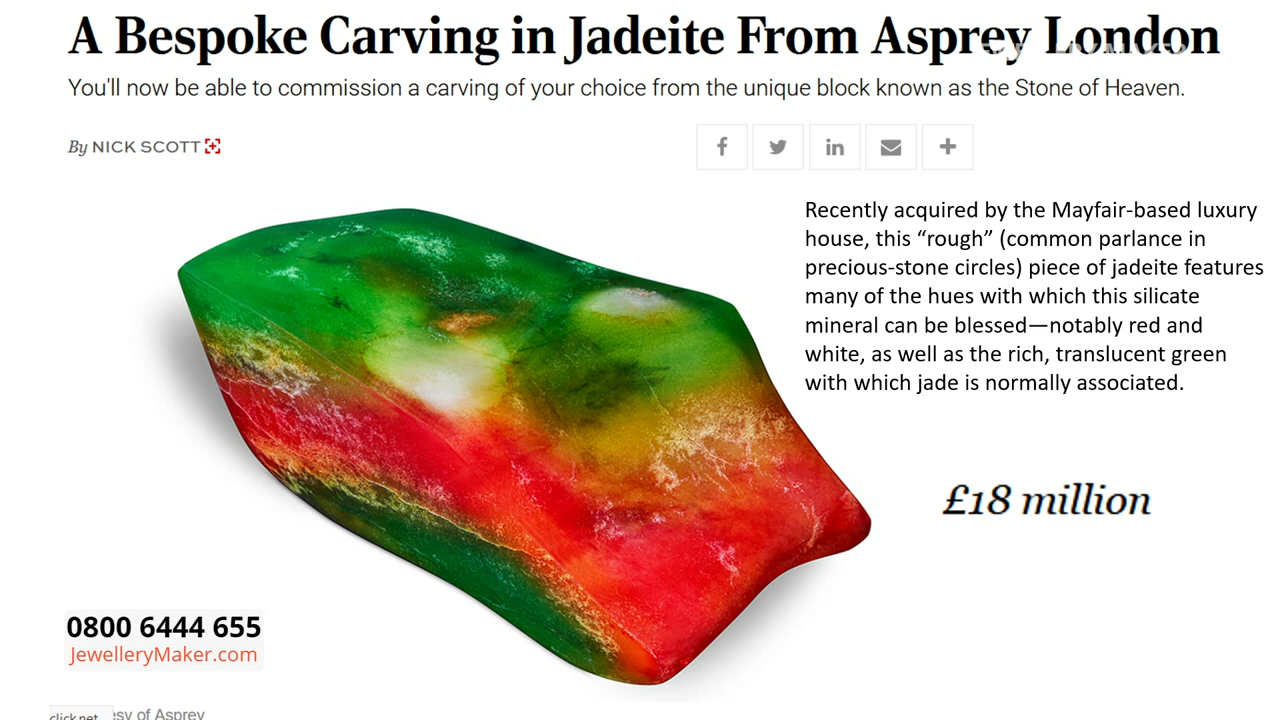 A Bespoke Carving in Jadeite From Asprey London
You'll now be able to commission a carving of your choice from the unique block known as the Stone of Heaven.
By NICK SCOTT
Recently acquired by the Mayfair-based luxury
house, this “rough” (common parlance in
precious-stone circles) piece of jadeite features
many of the hues with which this silicate
mineral can be blessed—notably red and
white, as well as the rich, translucent green
with which jade is normally associated.
£18 million
0800 6444 655
JewelleryMaker.com
click.net
of Asprey